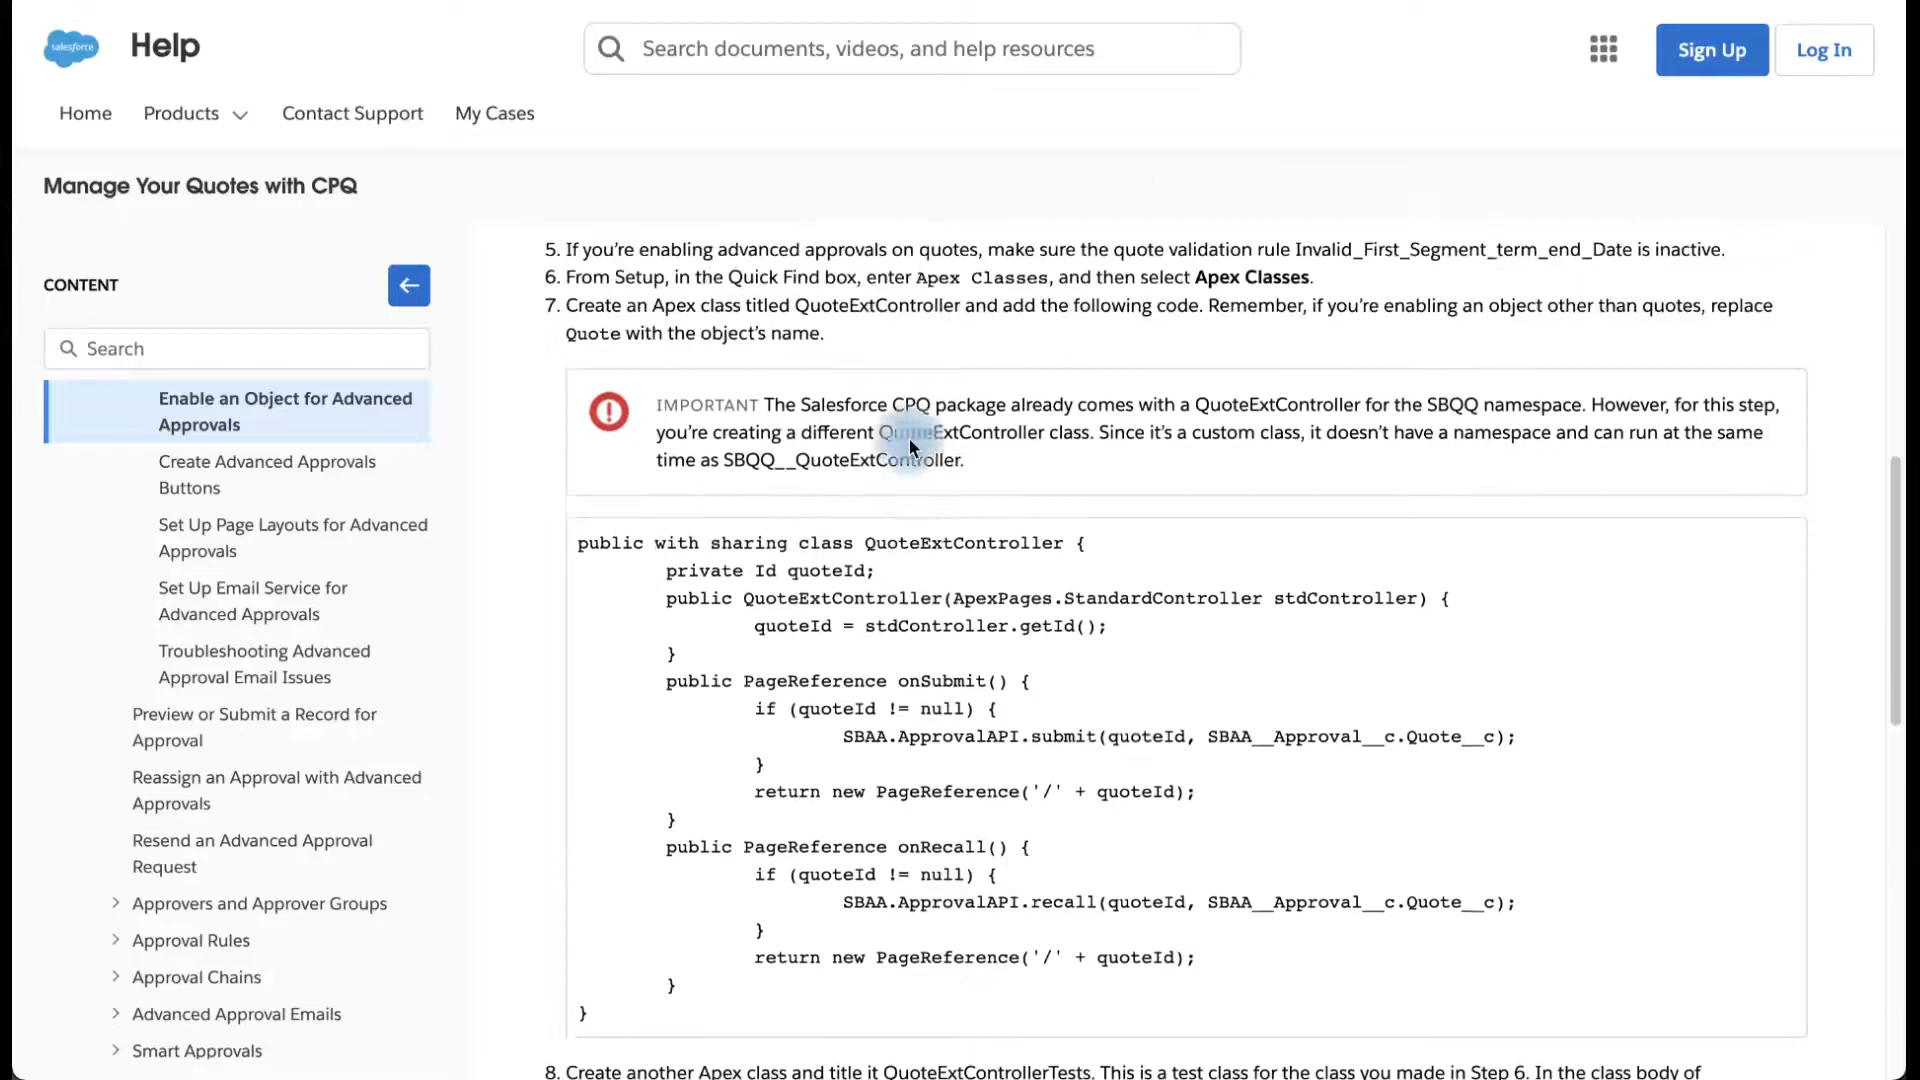 salesforce
Help
Search documents, videos, and help resources
Sign Up
Log In
Home
Products
Contact Support
My Cases
Manage Your Quotes with CPQ
CONTENT
Search
Enable an Object for Advanced
Approvals
Create Advanced Approvals
Buttons
Set Up Page Layouts for Advanced
Approvals
Set Up Email Service for
Advanced Approvals
Troubleshooting Advanced
Approval Email Issues
Preview or Submit a Record for
Approval
Reassign an Approval with Advanced
Approvals
Resend an Advanced Approval
Request
Approvers and Approver Groups
Approval Rules
Approval Chains
Advanced Approval Emails
Smart Approvals
5. If you’re enabling advanced approvals on quotes, make sure the quote validation rule Invalid_First_Segment_term_end_Date is inactive.
6. From Setup, in the Quick Find box, enter Apex Classes, and then select Apex Classes.
7. Create an Apex class titled QuoteExtController and add the following code. Remember, if you’re enabling an object other than quotes, replace
Quote with the object’s name.
IMPORTANT The Salesforce CPQ package already comes with a QuoteExtController for the SBQQ namespace. However, for this step,
you’re creating a different QuoteExtController class. Since it’s a custom class, it doesn’t have a namespace and can run at the same
time as SBQQ__QuoteExtController.
public with sharing class QuoteExtController {
private Id quoteId;
public QuoteExtController(ApexPages.StandardController stdController) {
quoteId = stdController.getId();
}
public PageReference onSubmit() {
if (quoteId != null) {
SBAA.ApprovalAPI.submit(quoteId, SBAA__Approval__c.Quote__c);
}
return new PageReference('/' + quoteId);
}
public PageReference onRecall() {
if (quoteId != null) {
SBAA.ApprovalAPI.recall(quoteId, SBAA__Approval__c.Quote__c);
}
return new PageReference('/' + quoteId);
}
}
8. Create another Apex class and title it QuoteExtControllerTests. This is a test class for the class you made in Step 6. In the class body of